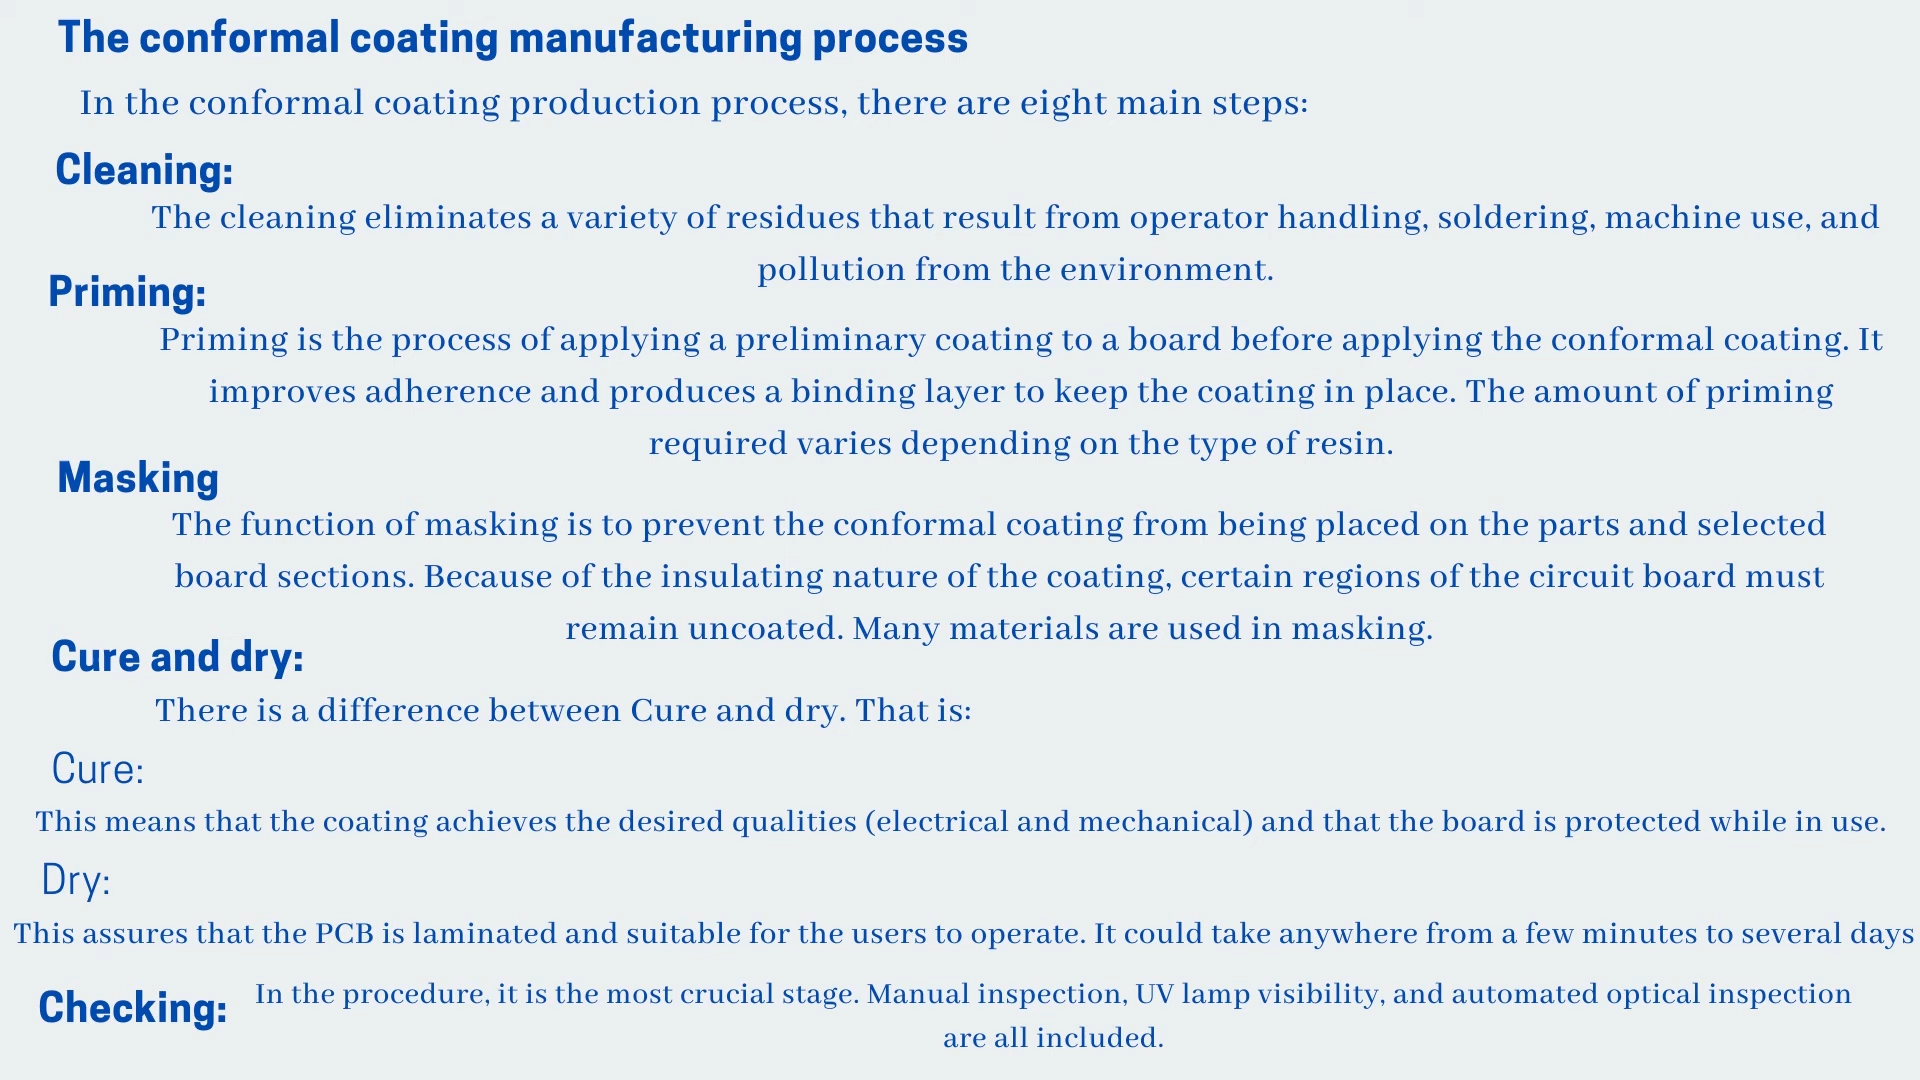 The conformal coating manufacturing process
In the conformal coating production process, there are eight main steps:
Cleaning:
The cleaning eliminates a variety of residues that result from operator handling, soldering, machine use, and
pollution from the environment.
Priming:
Priming is the process of applying a preliminary coating to a board before applying the conformal coating. It
improves adherence and produces a binding layer to keep the coating in place. The amount of priming
required varies depending on the type of resin.
Masking
The function of masking is to prevent the conformal coating from being placed on the parts and selected
board sections. Because of the insulating nature of the coating, certain regions of the circuit board must
remain uncoated. Many materials are used in masking.
Cure and dry:
There is a difference between Cure and dry. That is:
Cure:
This means that the coating achieves the desired qualities (electrical and mechanical) and that the board is protected while in use.
Dry:
This assures that the PCB is laminated and suitable for the users to operate. It could take anywhere from a few minutes to several days
Checking:
In the procedure, it is the most crucial stage. Manual inspection, UV lamp visibility, and automated optical inspection
are all included.